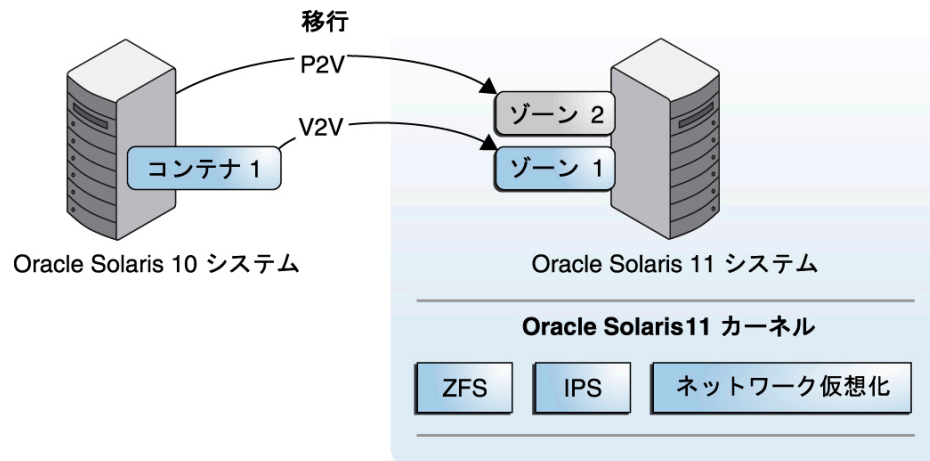 移行
P2V
V2V
コンテナ 1
ゾーン 2
ゾーン 1
Oracle Solaris 10 システム
Oracle Solaris 11 システム
Oracle Solaris11 カーネル
ZFS
IPS
ネットワーク仮想化